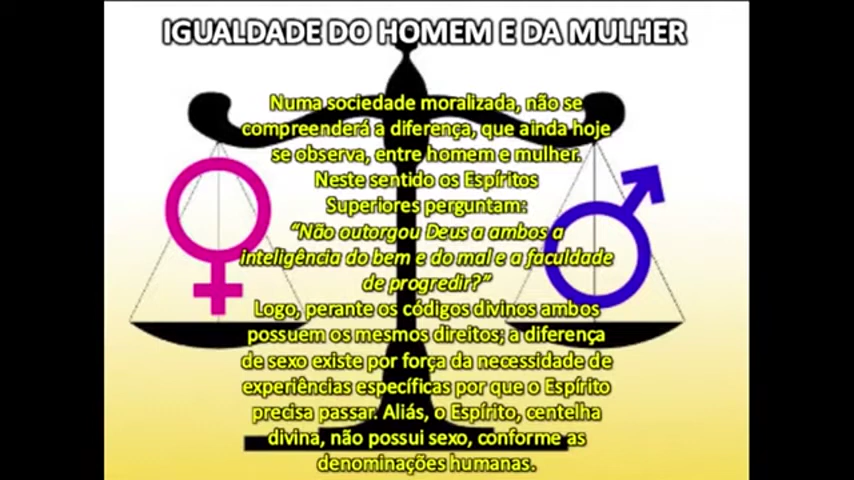 IGUALDADE DO HOMEM E DA MULHER
Numa sociedade moralizada, não se
compreenderá a diferença, que ainda hoje
se observa, entre homem e mulher.
Neste sentido os Espíritos
Superiores perguntam:
“Não outorgou Deus a ambos a
inteligência do bem e do mal e a faculdade
de progredir?”
Logo, perante os códigos divinos ambos
possuem os mesmos direitos; a diferença
de sexo existe por força da necessidade de
experiências específicas por que o Espírito
precisa passar. Aliás, o Espírito, centelha
divina, não possui sexo, conforme as
denominações humanas.